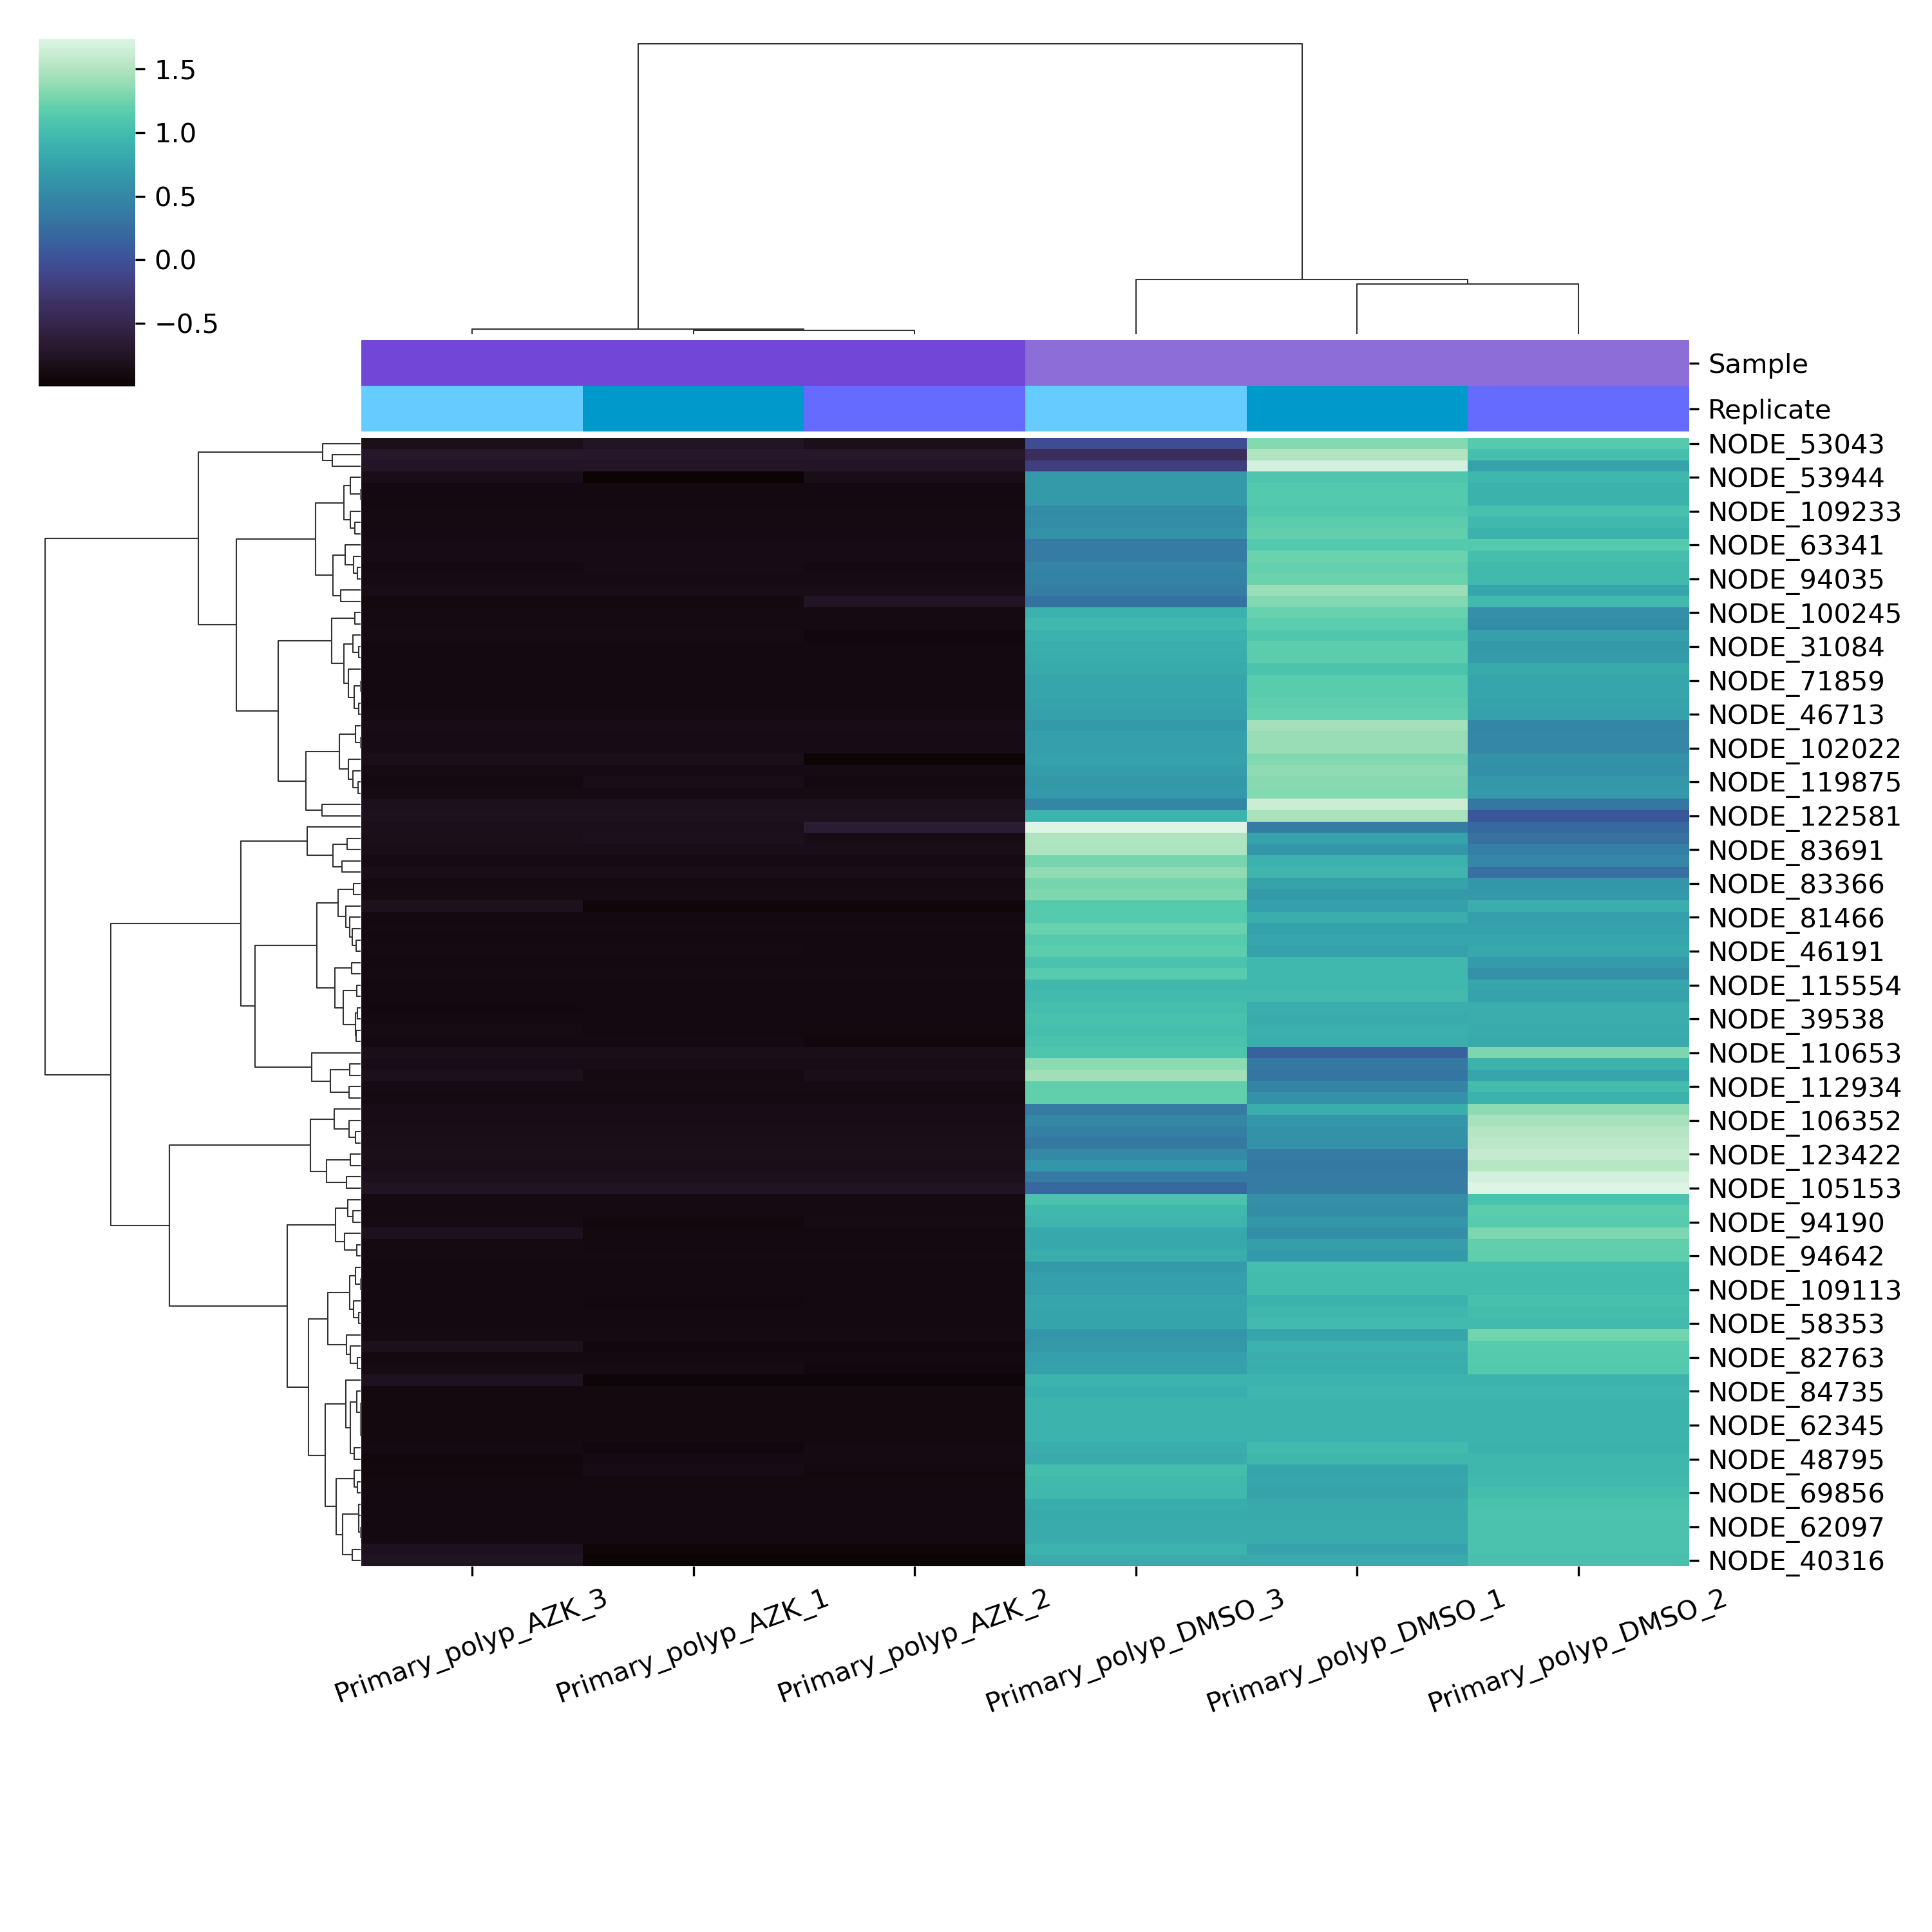 1.5
1.0
0.5
0.0
−0.5
Sample
Replicate
NODE_53043
NODE_53944
NODE_109233
NODE_63341
NODE_94035
NODE_100245
NODE_31084
NODE_71859
NODE_46713
NODE_102022
NODE_119875
NODE_122581
NODE_83691
NODE_83366
NODE_81466
NODE_46191
NODE_115554
NODE_39538
NODE_110653
NODE_112934
NODE_106352
NODE_123422
NODE_105153
NODE_94190
NODE_94642
NODE_109113
NODE_58353
NODE_82763
NODE_84735
NODE_62345
NODE_48795
NODE_69856
NODE_62097
NODE_40316
Primary_polyp_AZK_3
Primary_polyp_AZK_1
Primary_polyp_AZK_2
Primary_polyp_DMSO_3
Primary_polyp_DMSO_1
Primary_polyp_DMSO_2